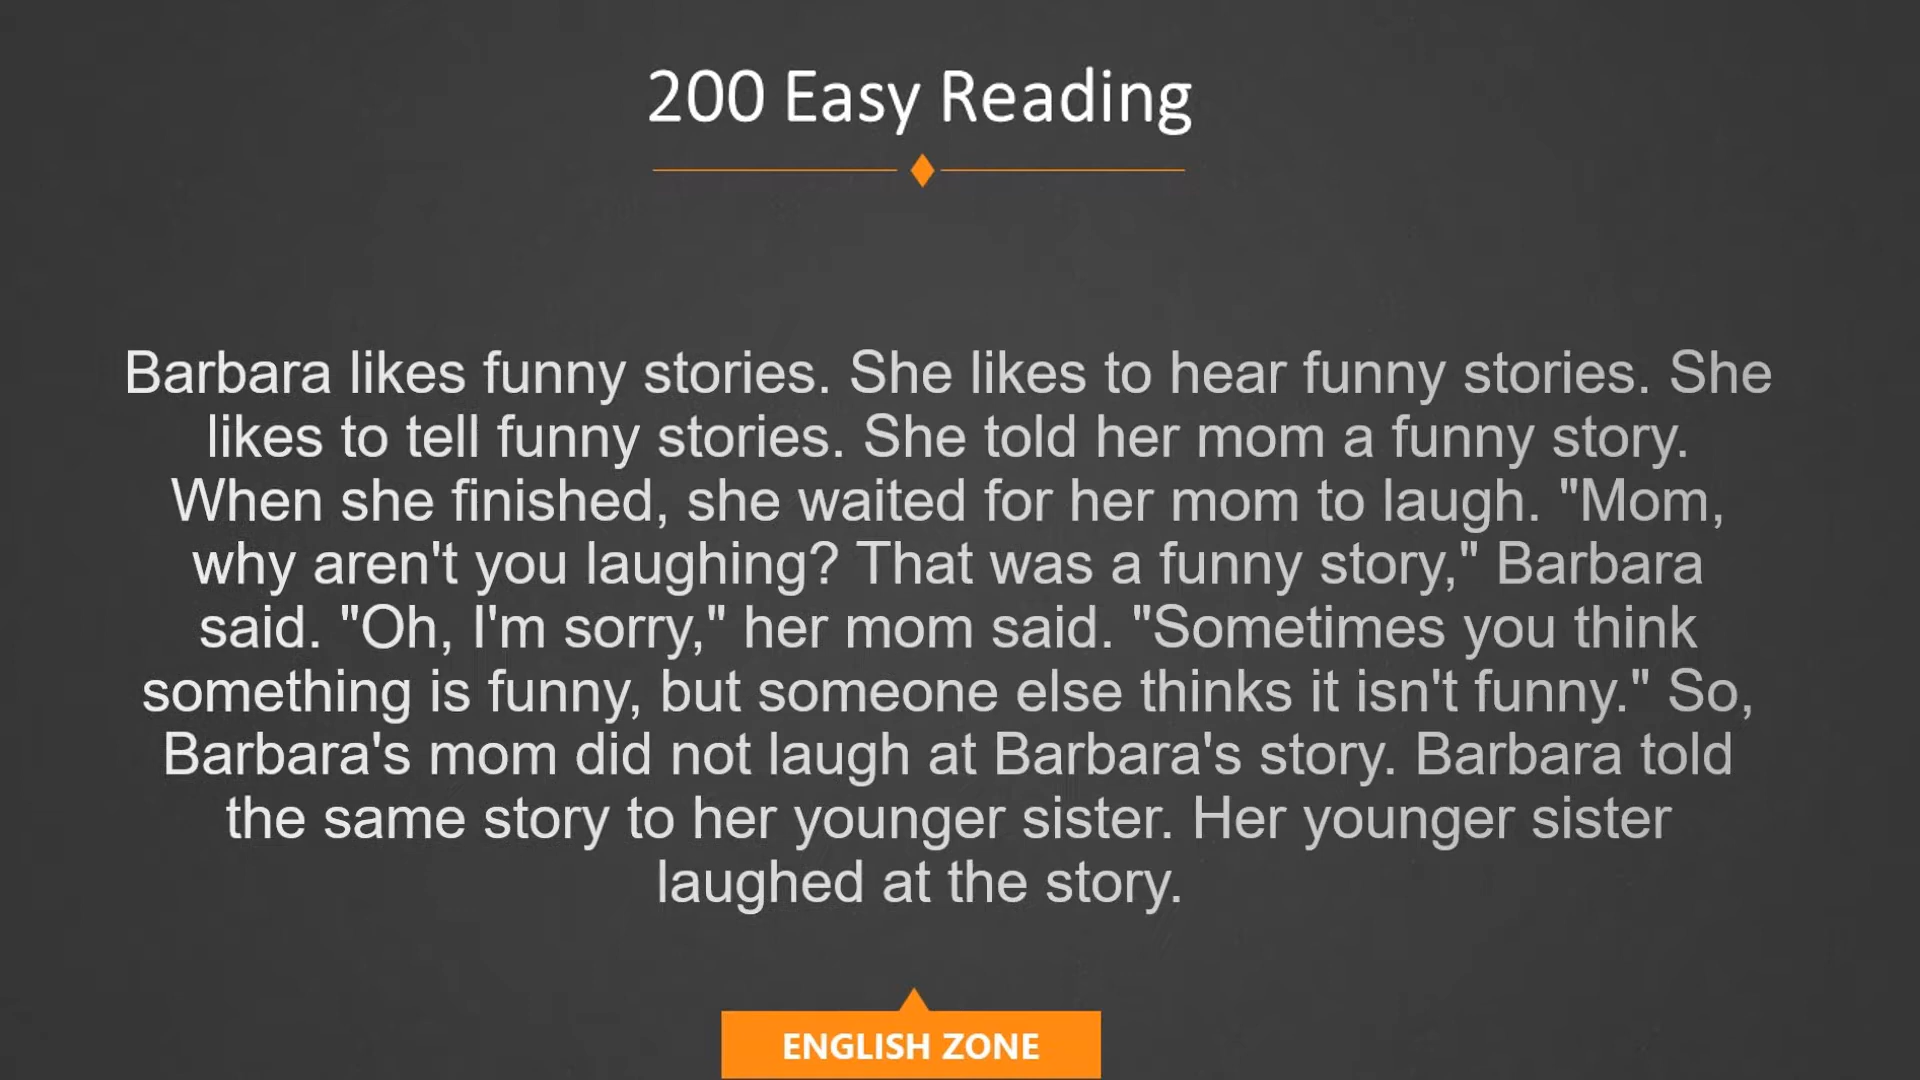 200 Easy Reading
Barbara likes funny stories. She likes to hear funny stories. She
likes to tell funny stories. She told her mom a funny story.
When she finished, she waited for her mom to laugh. "Mom,
why aren't you laughing? That was a funny story," Barbara
said. "Oh, I'm sorry," her mom said. "Sometimes you think
something is funny, but someone else thinks it isn't funny." So,
Barbara's mom did not laugh at Barbara's story. Barbara told
the same story to her younger sister. Her younger sister
laughed at the story.
ENGLISH ZONE